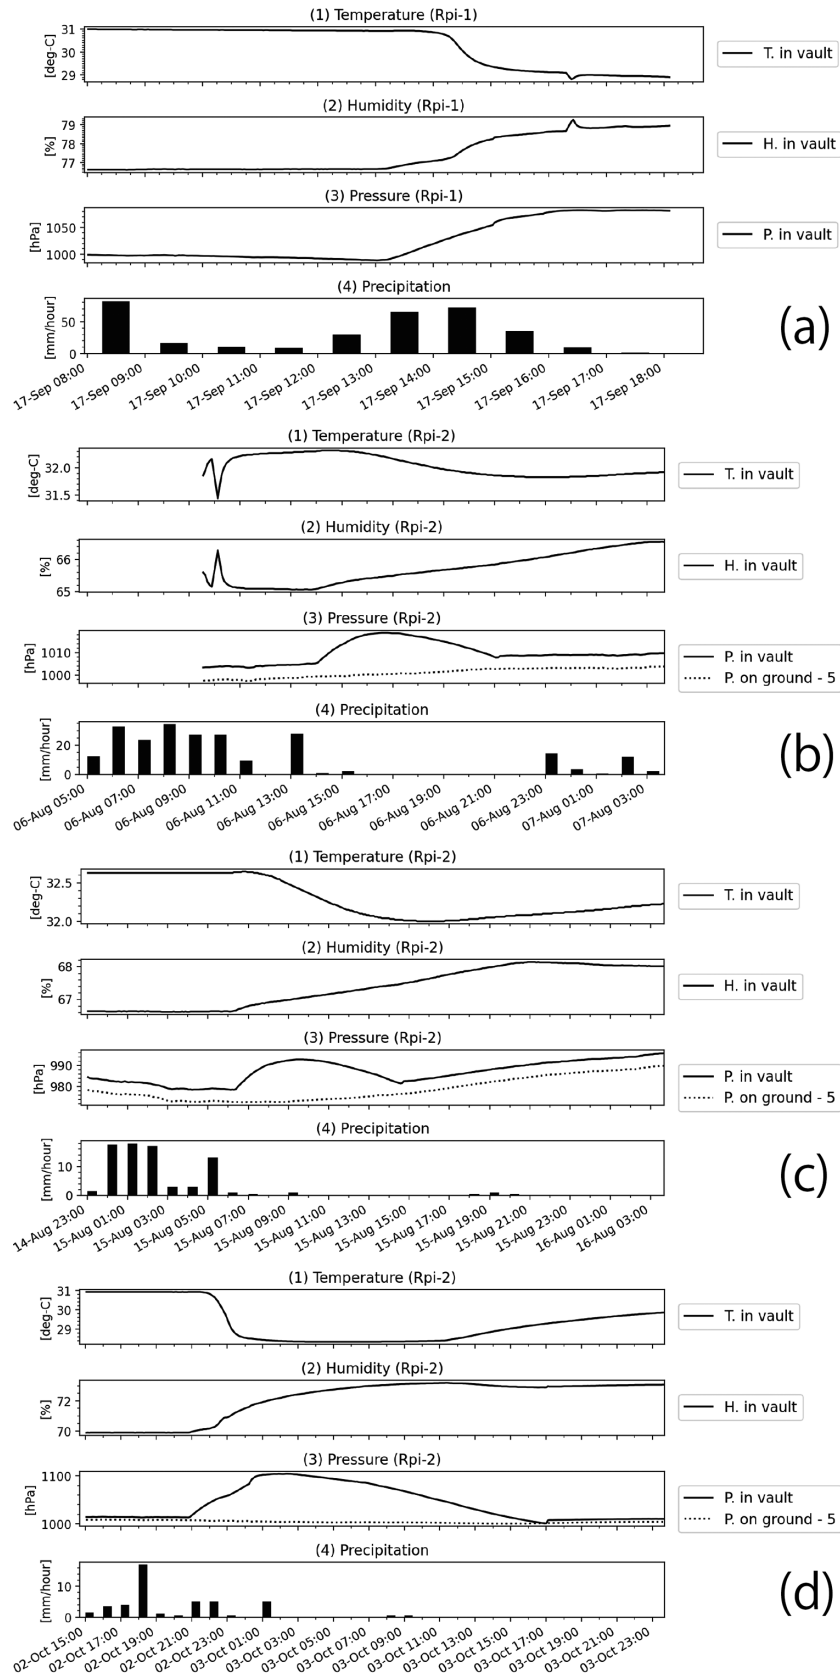 (1) Temperature (Rpi-1)
[deg-C]
31
30
29
T. in vault
(2) Humidity (Rpi-1)
[%]
79
78
77
H. in vault
(3) Pressure (Rpi-1)
[hPa]
1050
1000
P. in vault
(4) Precipitation
[mm/hour]
50
0
(a)
17-Sep 08:00
17-Sep 09:00
17-Sep 10:00
17-Sep 11:00
17-Sep 12:00
17-Sep 13:00
17-Sep 14:00
17-Sep 15:00
17-Sep 16:00
17-Sep 17:00
17-Sep 18:00
(1) Temperature (Rpi-2)
[deg-C]
32.0
31.5
T. in vault
(2) Humidity (Rpi-2)
[%]
66
65
H. in vault
(3) Pressure (Rpi-2)
[hPa]
1010
1000
P. in vault
P. on ground - 5
(4) Precipitation
[mm/hour]
20
0
(b)
06-Aug 05:00
06-Aug 07:00
06-Aug 09:00
06-Aug 11:00
06-Aug 13:00
06-Aug 15:00
06-Aug 17:00
06-Aug 19:00
06-Aug 21:00
06-Aug 23:00
07-Aug 01:00
07-Aug 03:00
(1) Temperature (Rpi-2)
[deg-C]
32.5
32.0
T. in vault
(2) Humidity (Rpi-2)
[%]
68
67
H. in vault
(3) Pressure (Rpi-2)
[hPa]
990
980
P. in vault
P. on ground - 5
(4) Precipitation
[mm/hour]
10
0
(c)
14-Aug 23:00
15-Aug 01:00
15-Aug 03:00
15-Aug 05:00
15-Aug 07:00
15-Aug 09:00
15-Aug 11:00
15-Aug 13:00
15-Aug 15:00
15-Aug 17:00
15-Aug 19:00
15-Aug 21:00
15-Aug 23:00
16-Aug 01:00
16-Aug 03:00
(1) Temperature (Rpi-2)
[deg-C]
31
30
29
T. in vault
(2) Humidity (Rpi-2)
[%]
72
70
H. in vault
(3) Pressure (Rpi-2)
[hPa]
1100
1000
P. in vault
P. on ground - 5
(4) Precipitation
[mm/hour]
10
0
(d)
02-Oct 15:00
02-Oct 17:00
02-Oct 19:00
02-Oct 21:00
02-Oct 23:00
03-Oct 01:00
03-Oct 03:00
03-Oct 05:00
03-Oct 07:00
03-Oct 09:00
03-Oct 11:00
03-Oct 13:00
03-Oct 15:00
03-Oct 17:00
03-Oct 19:00
03-Oct 21:00
03-Oct 23:00